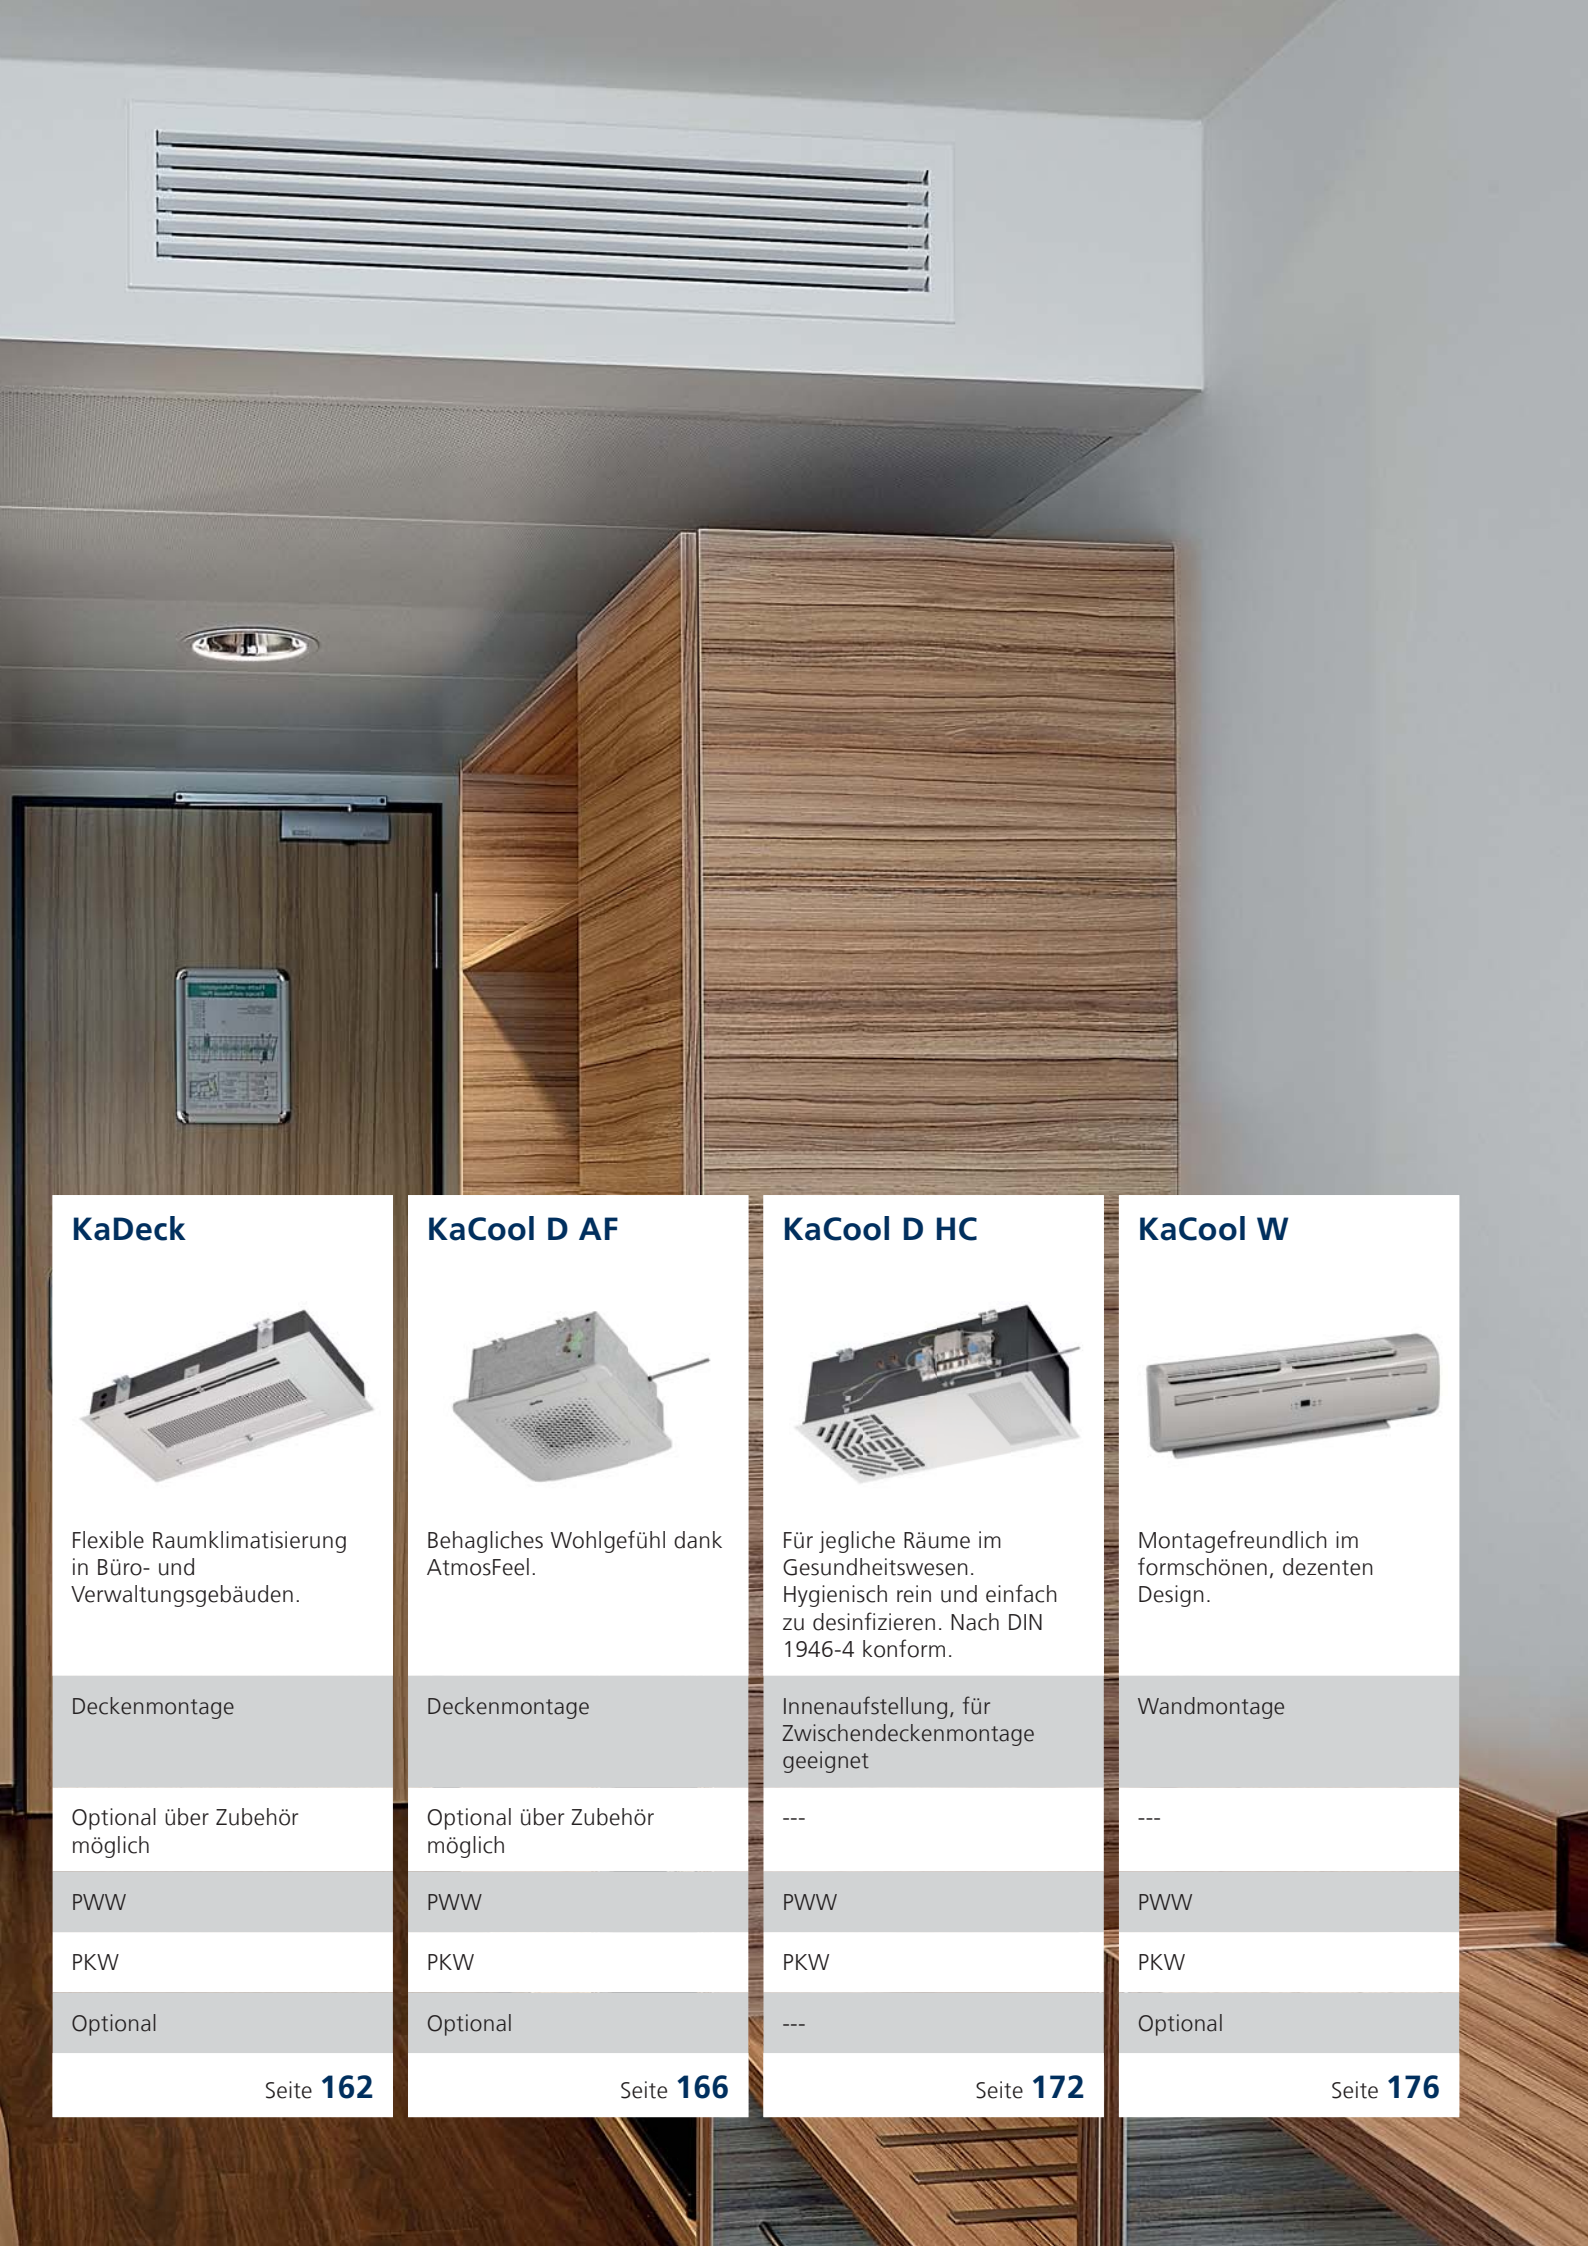 KaDeck
Flexible Raumklimatisierung
in Büro- und
Verwaltungsgebäuden.
Deckenmontage
Optional über Zubehör
möglich
PWW
PKW
Optional
Seite 162
KaCool D AF
Behagliches Wohlgefühl dank
AtmosFeel.
Deckenmontage
Optional über Zubehör
möglich
PWW
PKW
Optional
Seite 166
KaCool D HC
Für jegliche Räume im
Gesundheitswesen.
Hygienisch rein und einfach
zu desinfizieren. Nach DIN
1946-4 konform.
Innenaufstellung, für
Zwischendeckenmontage
geeignet
---
PWW
PKW
---
Seite 172
KaCool W
Montagefreundlich im
formschönen, dezenten
Design.
Wandmontage
---
PWW
PKW
Optional
Seite 176